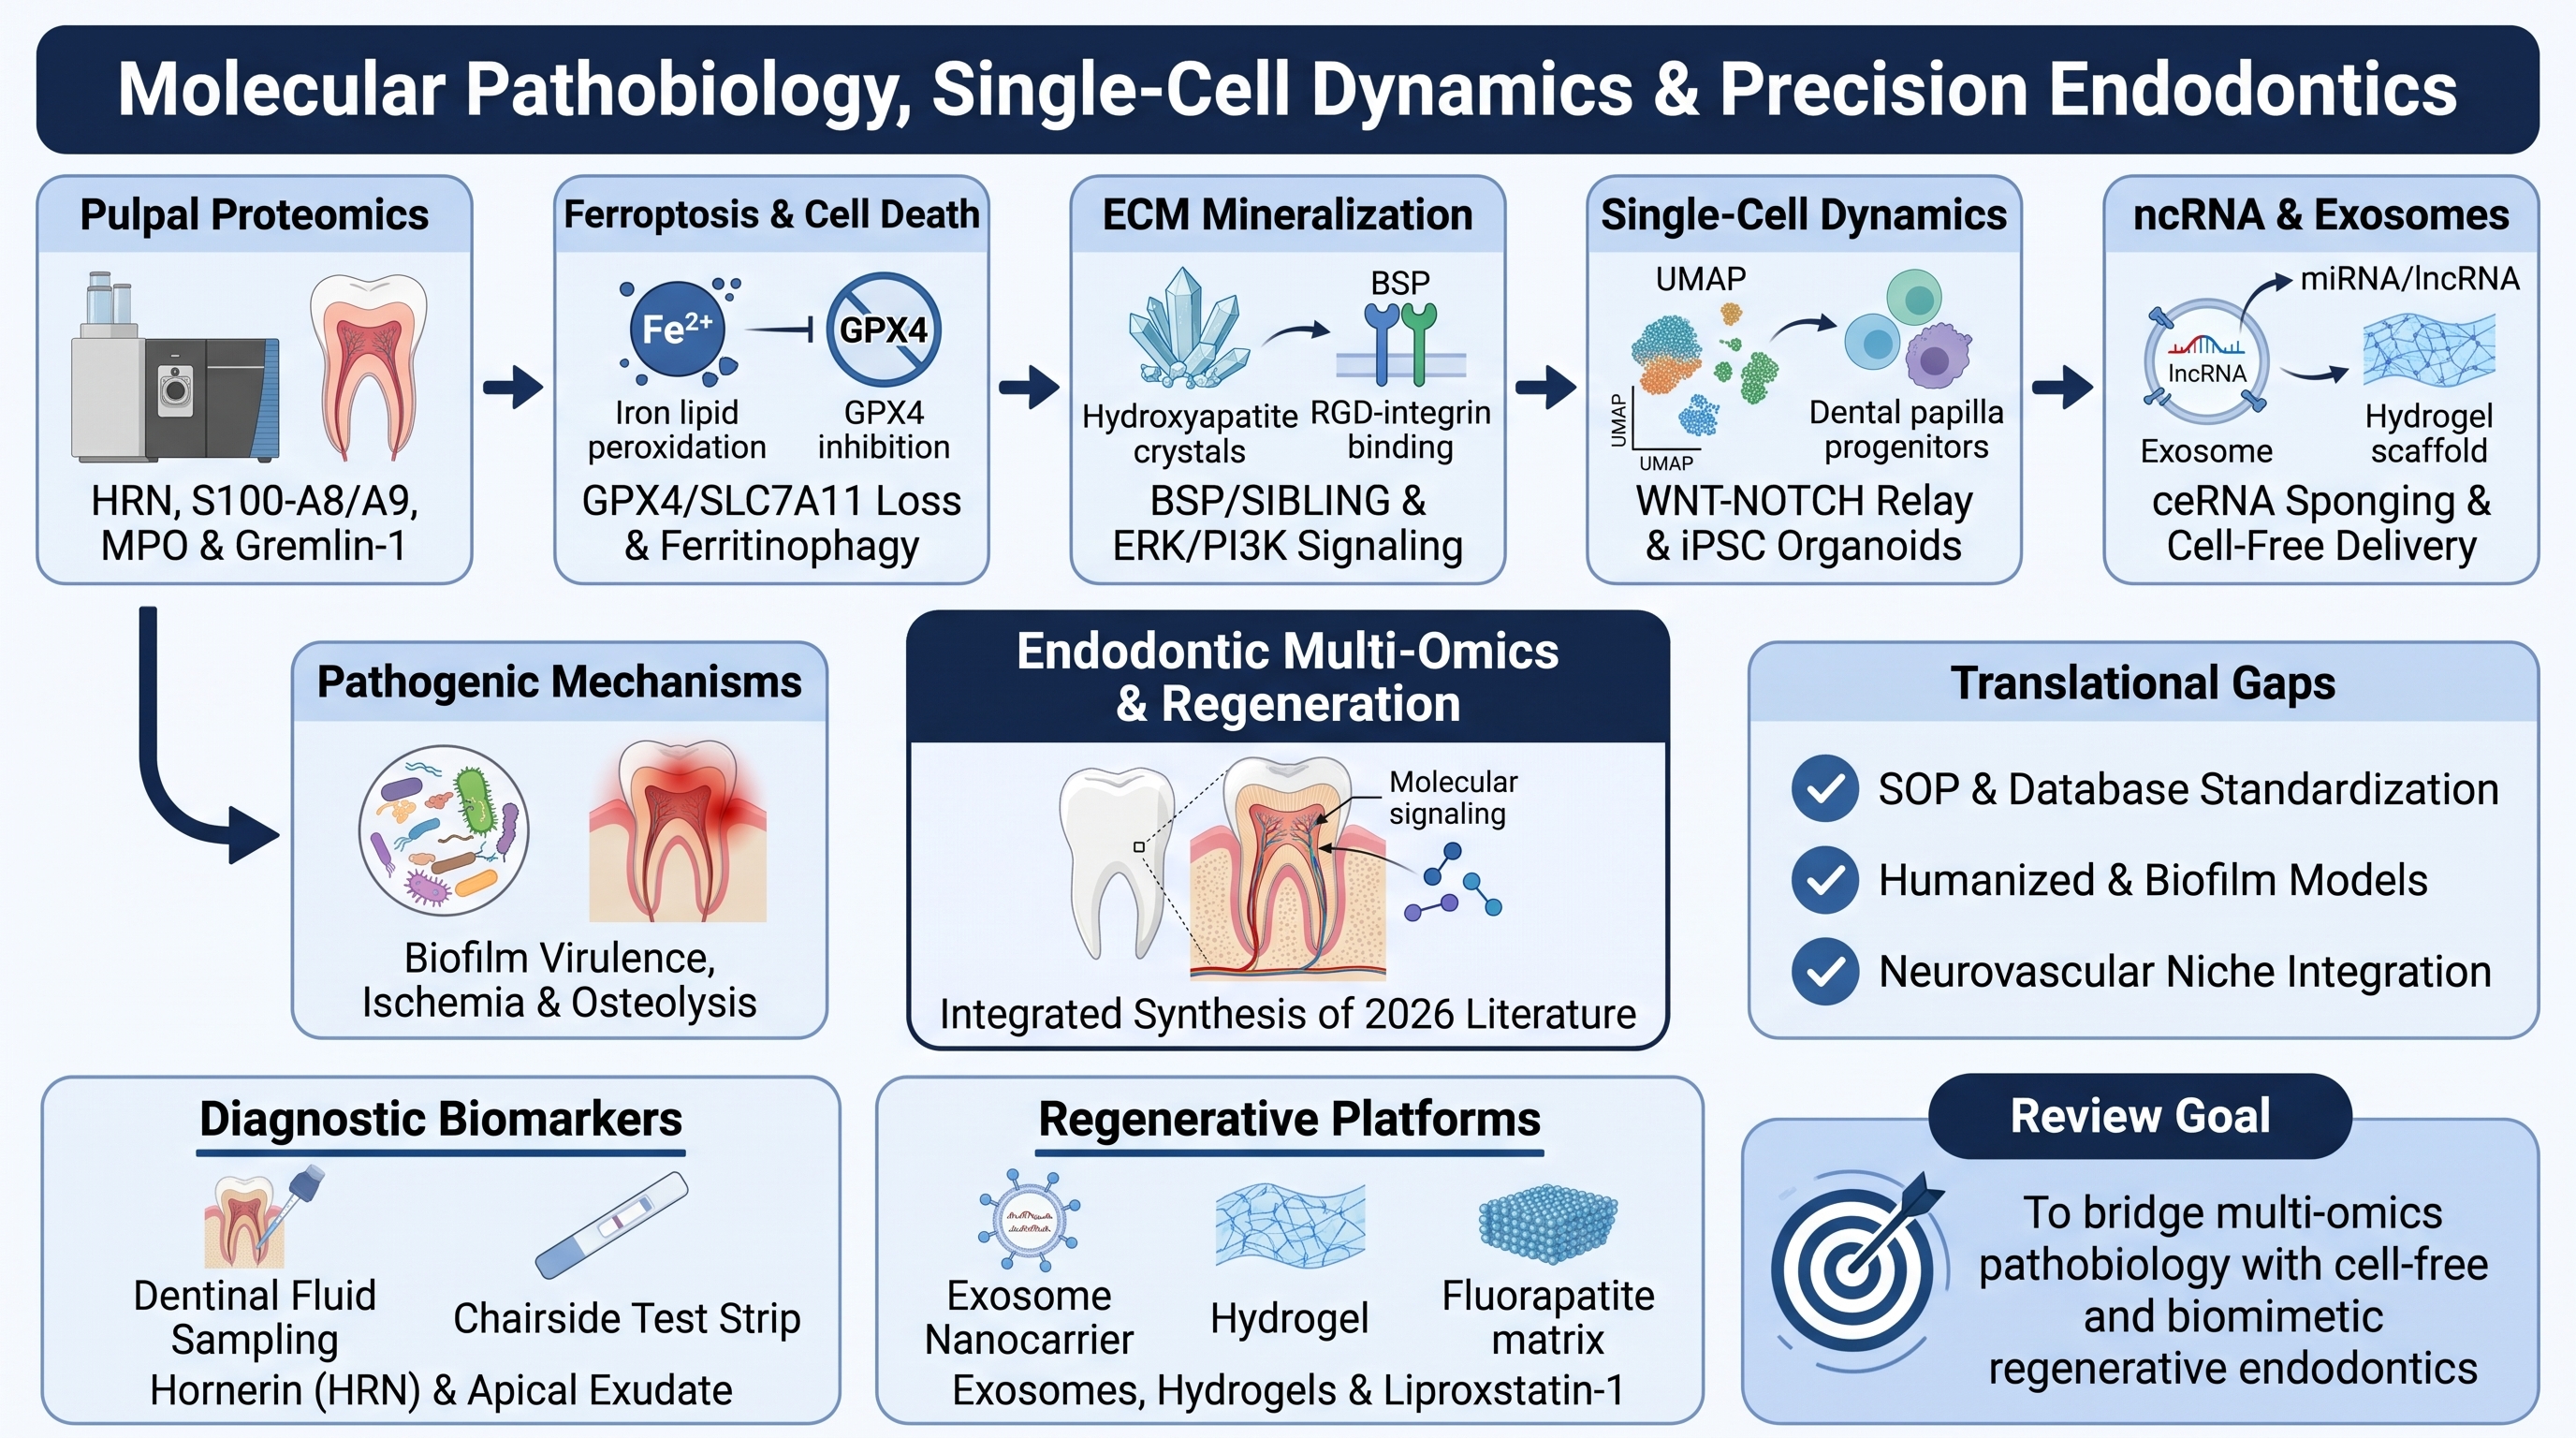 Molecular Pathobiology, Single-Cell Dynamics & Precision Endodontics
Pulpal Proteomics
HRN, S100-A8/A9,
MPO & Gremlin-1
Ferroptosis & Cell Death
Fe²⁺
GPX4
Iron lipid
peroxidation
GPX4
inhibition
GPX4/SLC7A11 Loss
& Ferritinophagy
ECM Mineralization
BSP
Hydroxyapatite
crystals
RGD-integrin
binding
BSP/SIBLING &
ERK/PI3K Signaling
Single-Cell Dynamics
UMAP
UMAP
UMAP
Dental papilla
progenitors
WNT-NOTCH Relay
& iPSC Organoids
ncRNA & Exosomes
miRNA/lncRNA
lncRNA
Exosome
Hydrogel
scaffold
ceRNA Sponging &
Cell-Free Delivery
Pathogenic Mechanisms
Biofilm Virulence,
Ischemia & Osteolysis
Endodontic Multi-Omics
& Regeneration
Molecular
signaling
Integrated Synthesis of 2026 Literature
Translational Gaps
SOP & Database Standardization
Humanized & Biofilm Models
Neurovascular Niche Integration
Diagnostic Biomarkers
Dentinal Fluid
Sampling
Chairside Test Strip
Hornerin (HRN) & Apical Exudate
Regenerative Platforms
Exosome
Nanocarrier
Hydrogel
Fluorapatite
matrix
Exosomes, Hydrogels & Liproxstatin-1
Review Goal
To bridge multi-omics
pathobiology with cell-free
and biomimetic
regenerative endodontics